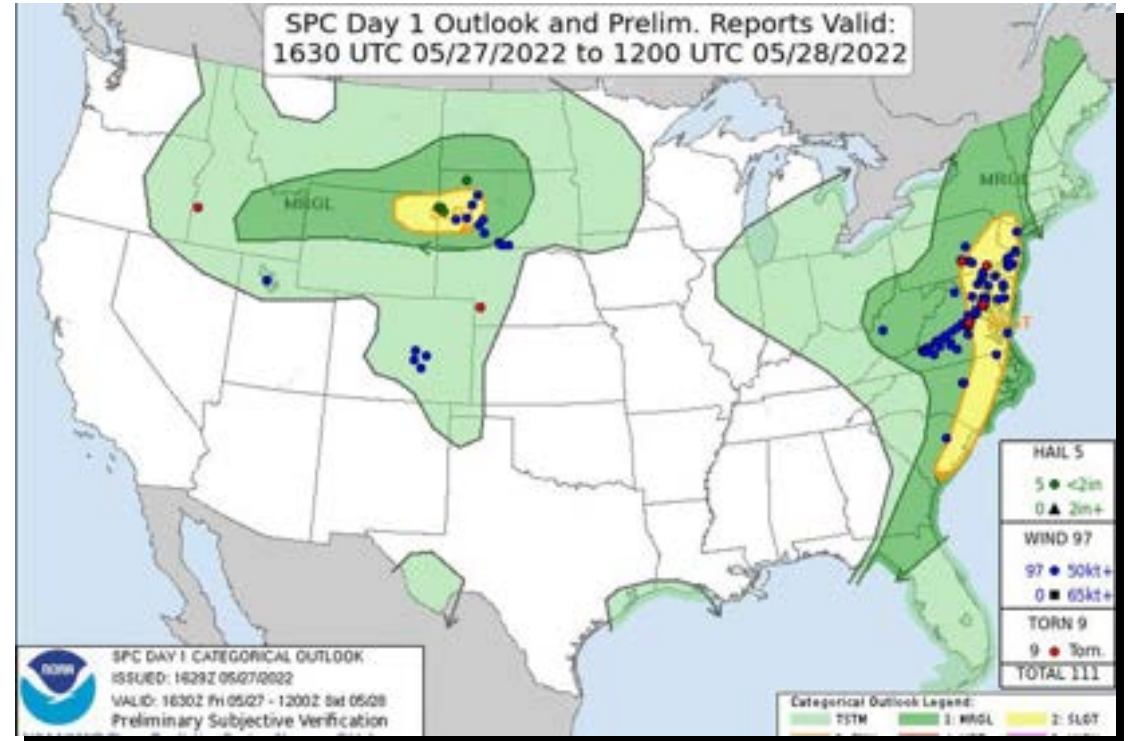 SPC Day 1 Outlook and Prelim. Reports Valid:
1630 UTC 05/27/2022 to 1200 UTC 05/28/2022
MRGL
MRGL
SLGT
HAIL 5
5 ● <2in
0 ▲ 2in+
WIND 97
97 ● 50kt+
0 ■ 65kt+
TORN 9
9 ● Torn.
TOTAL 111
NOAA
SPC DAY 1 CATEGORICAL OUTLOOK
ISSUED: 1629Z 05/27/2022
VALID: 1630Z Fri 05/27 - 1200Z Sat 05/28
Preliminary Subjective Verification
Categorical Outlook Legend:
TSTM 1: MRGL 2: SLGT